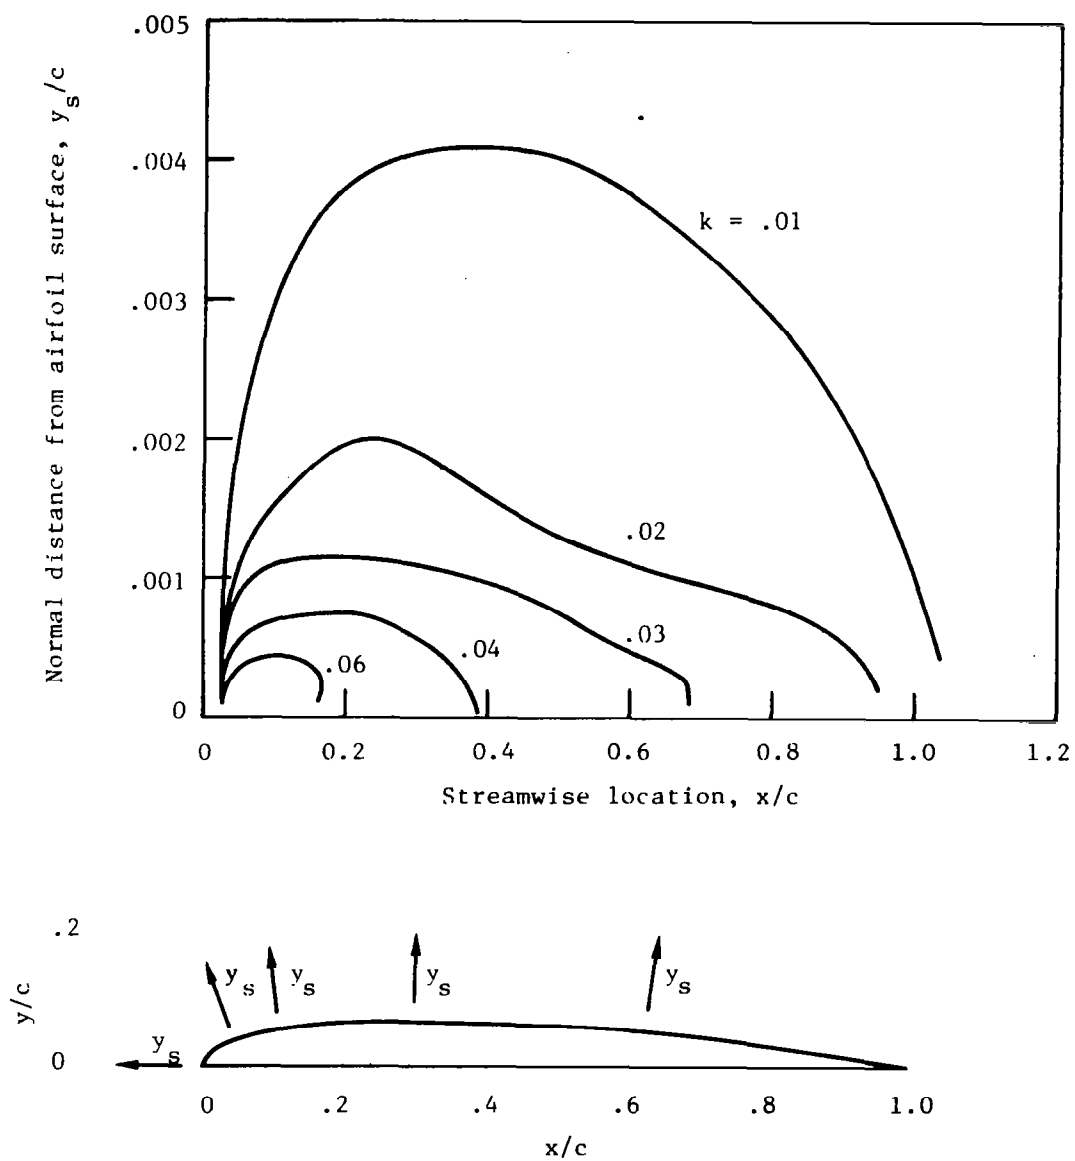 Normal distance from airfoil surface, y_s/c
.005
.004
.003
.002
.001
0
k = .01
.02
.03
.04
.06
0 0.2 0.4 0.6 0.8 1.0 1.2
Streamwise location, x/c
y/c
.2
0
y_s
y_s
y_s
y_s
y_s
0 .2 .4 .6 .8 1.0
x/c